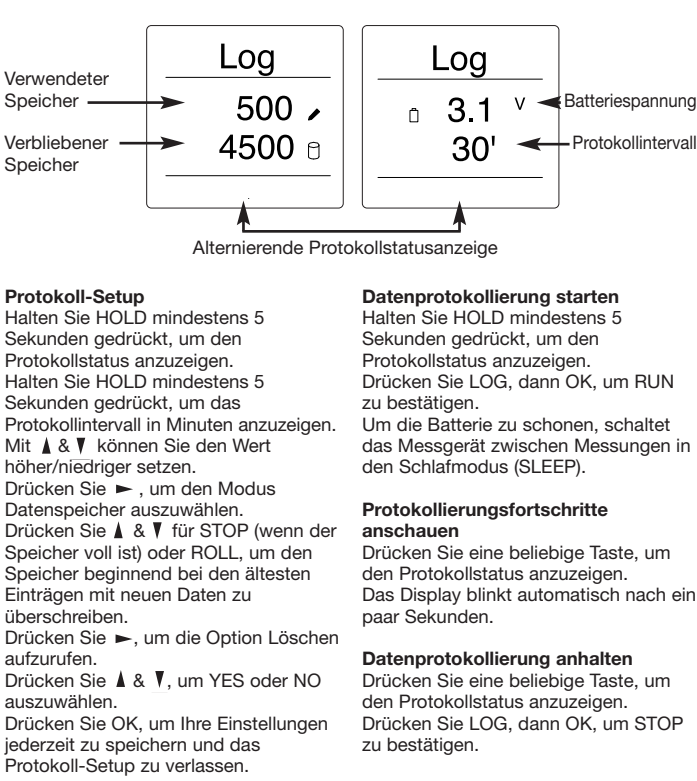 Log
500
4500
Verwendeter
Speicher
Verbliebener
Speicher
Log
3.1 V
30'
Batteriespannung
Protokollintervall
Alternierende Protokollstatusanzeige
Protokoll-Setup
Halten Sie HOLD mindestens 5
Sekunden gedrückt, um den
Protokollstatus anzuzeigen.
Halten Sie HOLD mindestens 5
Sekunden gedrückt, um das
Protokollintervall in Minuten anzuzeigen.
Mit ▲ & ▼ können Sie den Wert
höher/niedriger setzen.
Drücken Sie ►, um den Modus
Datenspeicher auszuwählen.
Drücken Sie ▲ & ▼ für STOP (wenn der
Speicher voll ist) oder ROLL, um den
Speicher beginnend bei den ältesten
Einträgen mit neuen Daten zu
überschreiben.
Drücken Sie ►, um die Option Löschen
aufzurufen.
Drücken Sie ▲ & ▼, um YES oder NO
auszuwählen.
Drücken Sie OK, um Ihre Einstellungen
jederzeit zu speichern und das
Protokoll-Setup zu verlassen.
Datenprotokollierung starten
Halten Sie HOLD mindestens 5
Sekunden gedrückt, um den
Protokollstatus anzuzeigen.
Drücken Sie LOG, dann OK, um RUN
zu bestätigen.
Um die Batterie zu schonen, schaltet
das Messgerät zwischen Messungen in
den Schlafmodus (SLEEP).
Protokollierungsfortschritte
anschauen
Drücken Sie eine beliebige Taste, um
den Protokollstatus anzuzeigen.
Das Display blinkt automatisch nach ein
paar Sekunden.
Datenprotokollierung anhalten
Drücken Sie eine beliebige Taste, um
den Protokollstatus anzuzeigen.
Drücken Sie LOG, dann OK, um STOP
zu bestätigen.